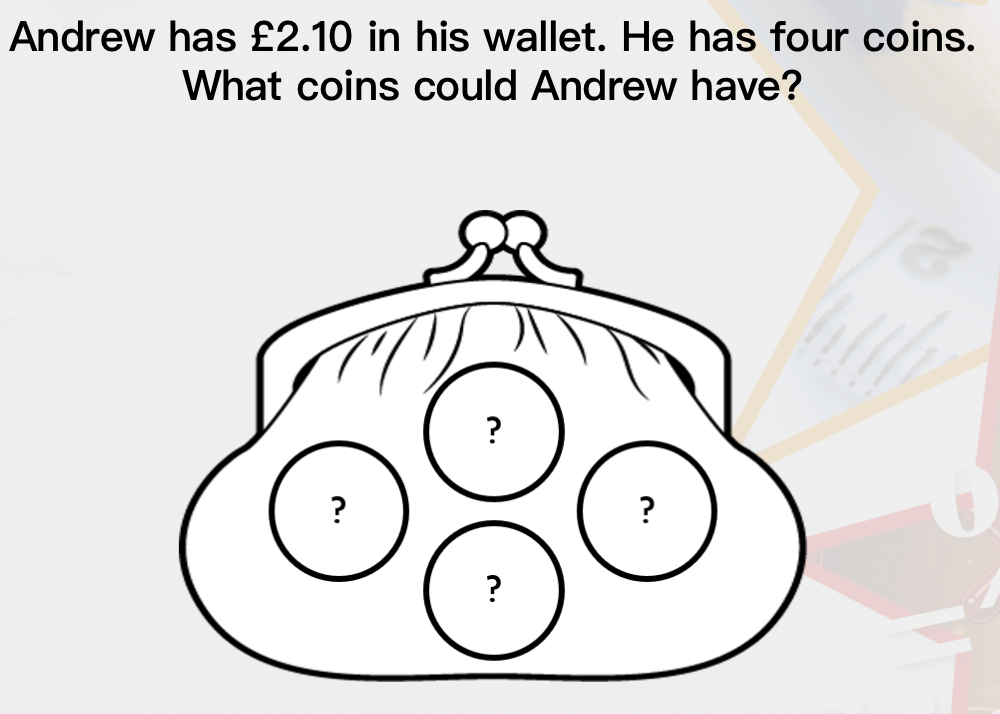 Andrew has £2.10 in his wallet. He has four coins.
What coins could Andrew have?
?
? ?
?